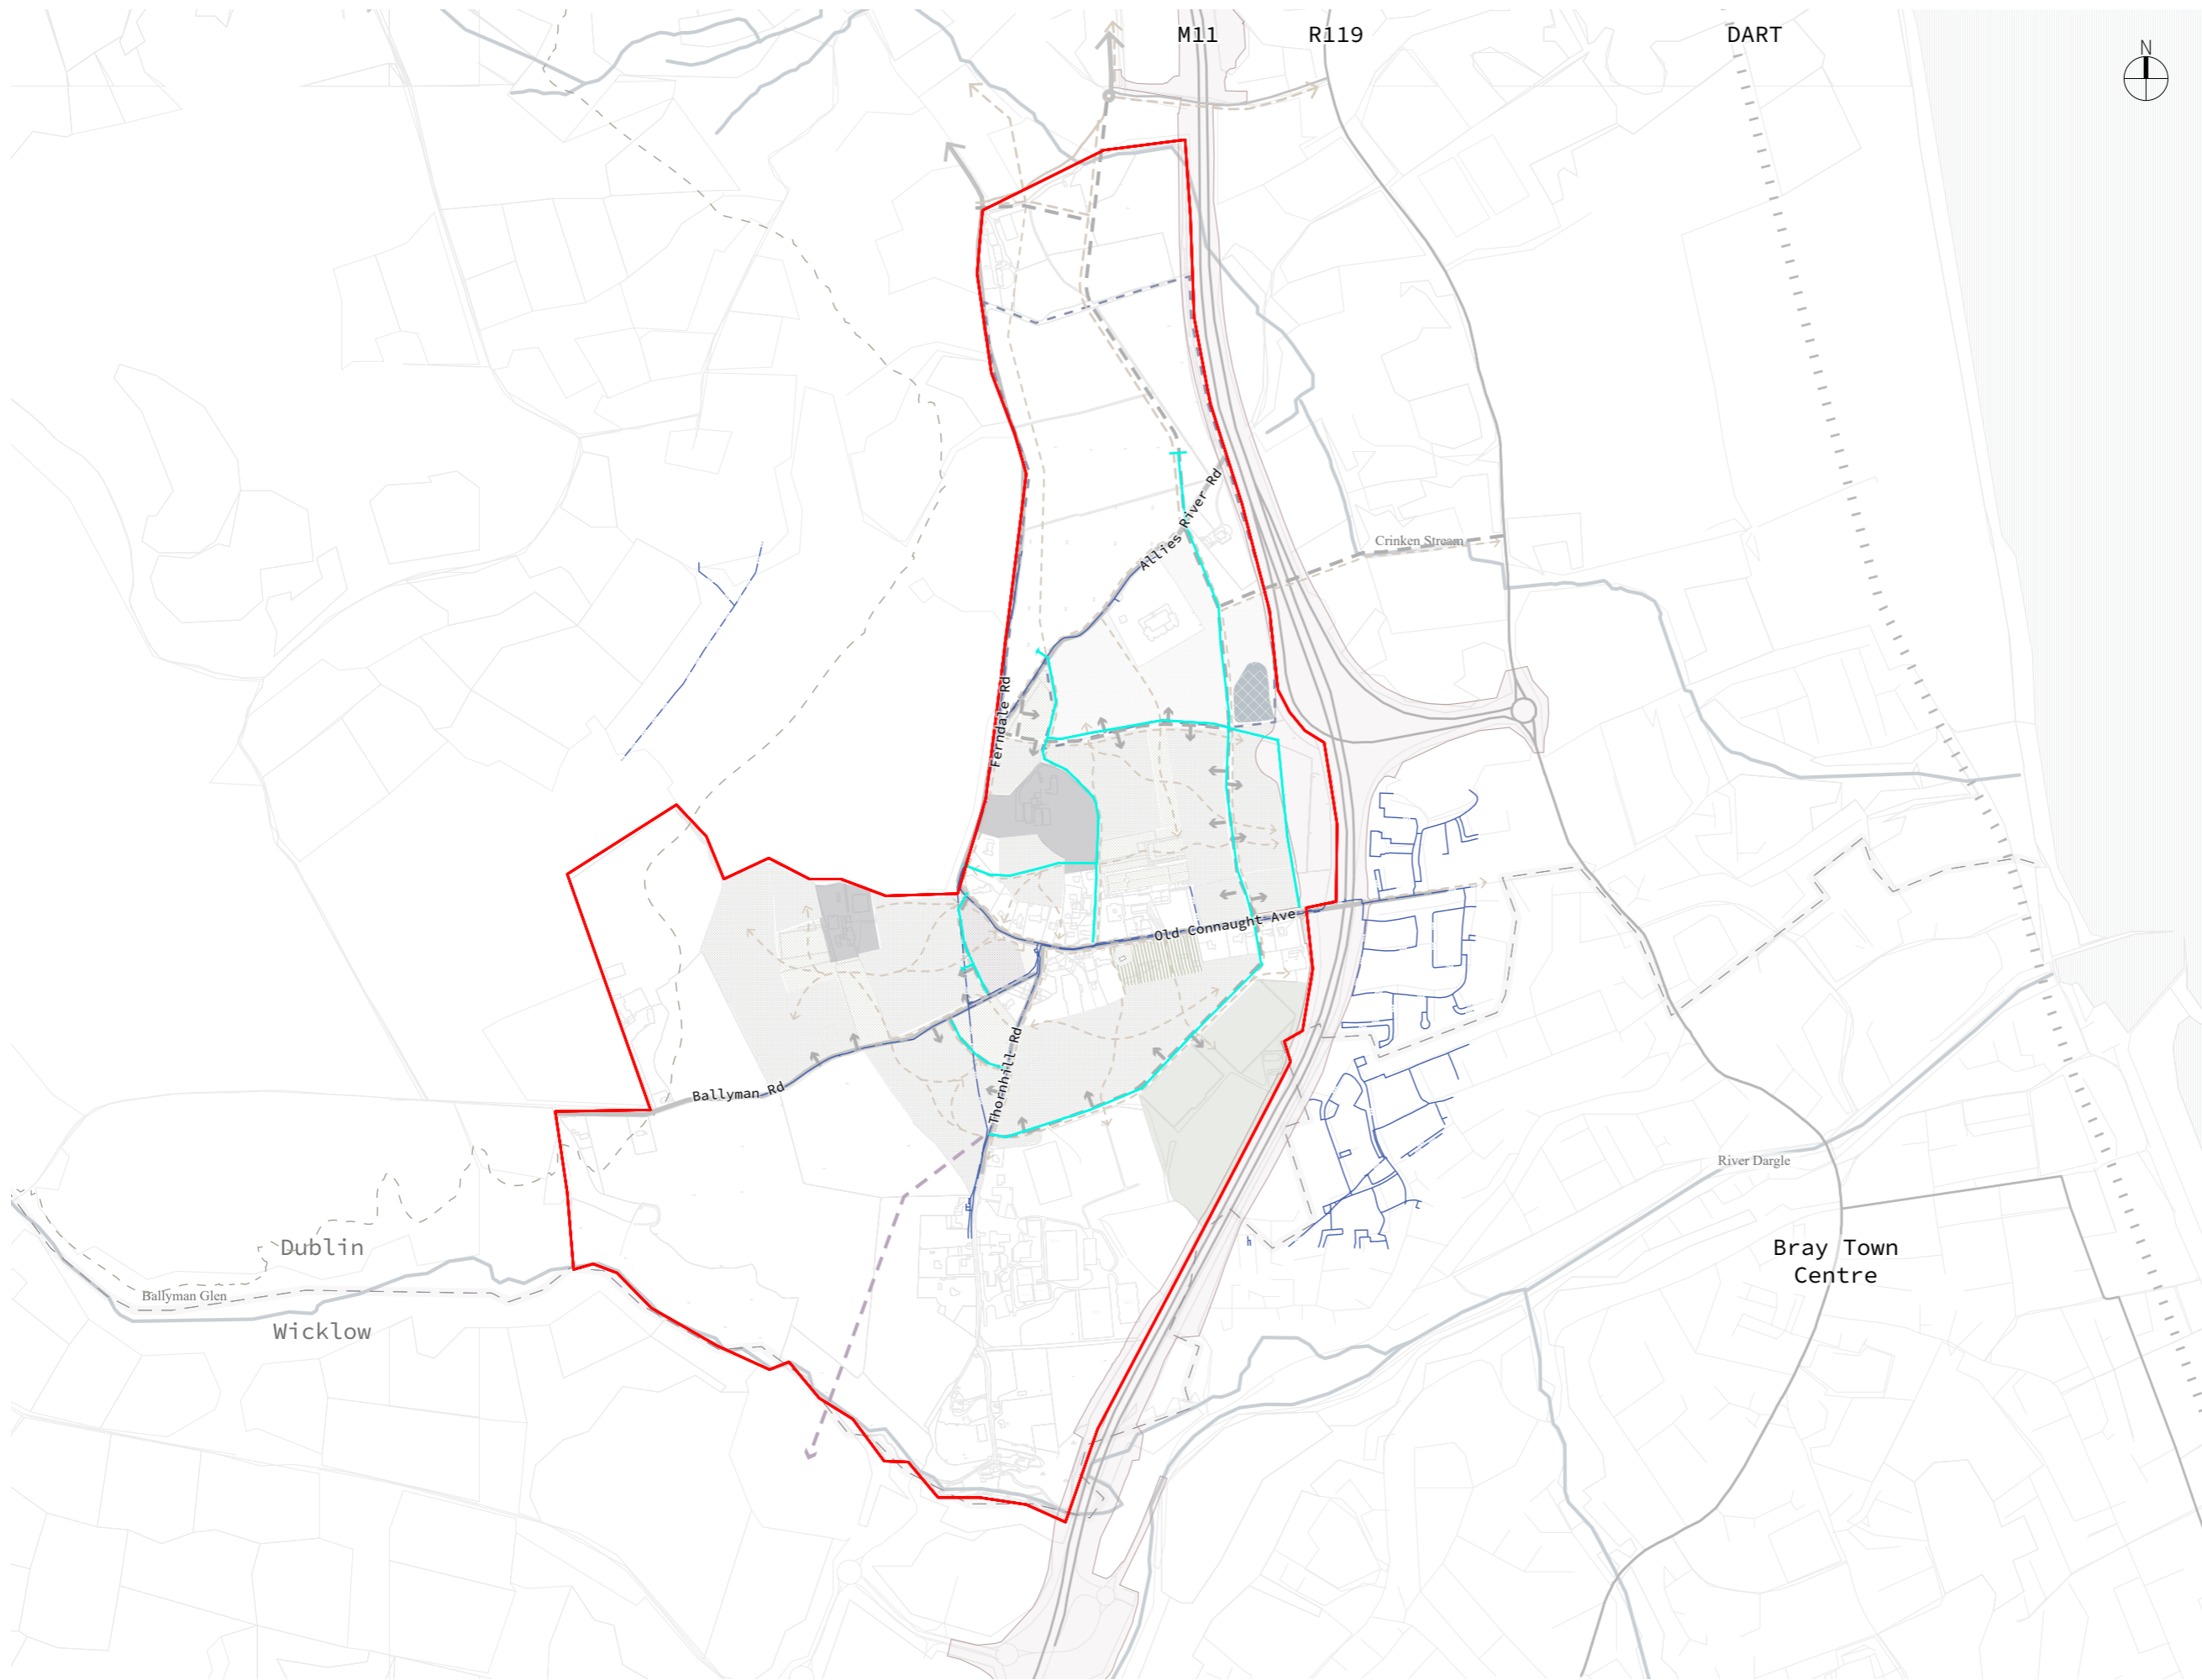 M11
R119
DART
N
Allies River Rd
Crinken Stream
Ferndale Rd
Old Connaught Ave
Thornhill Rd
Ballyman Rd
River Dargle
Dublin
Bray Town
Centre
Ballyman Glen
Wicklow